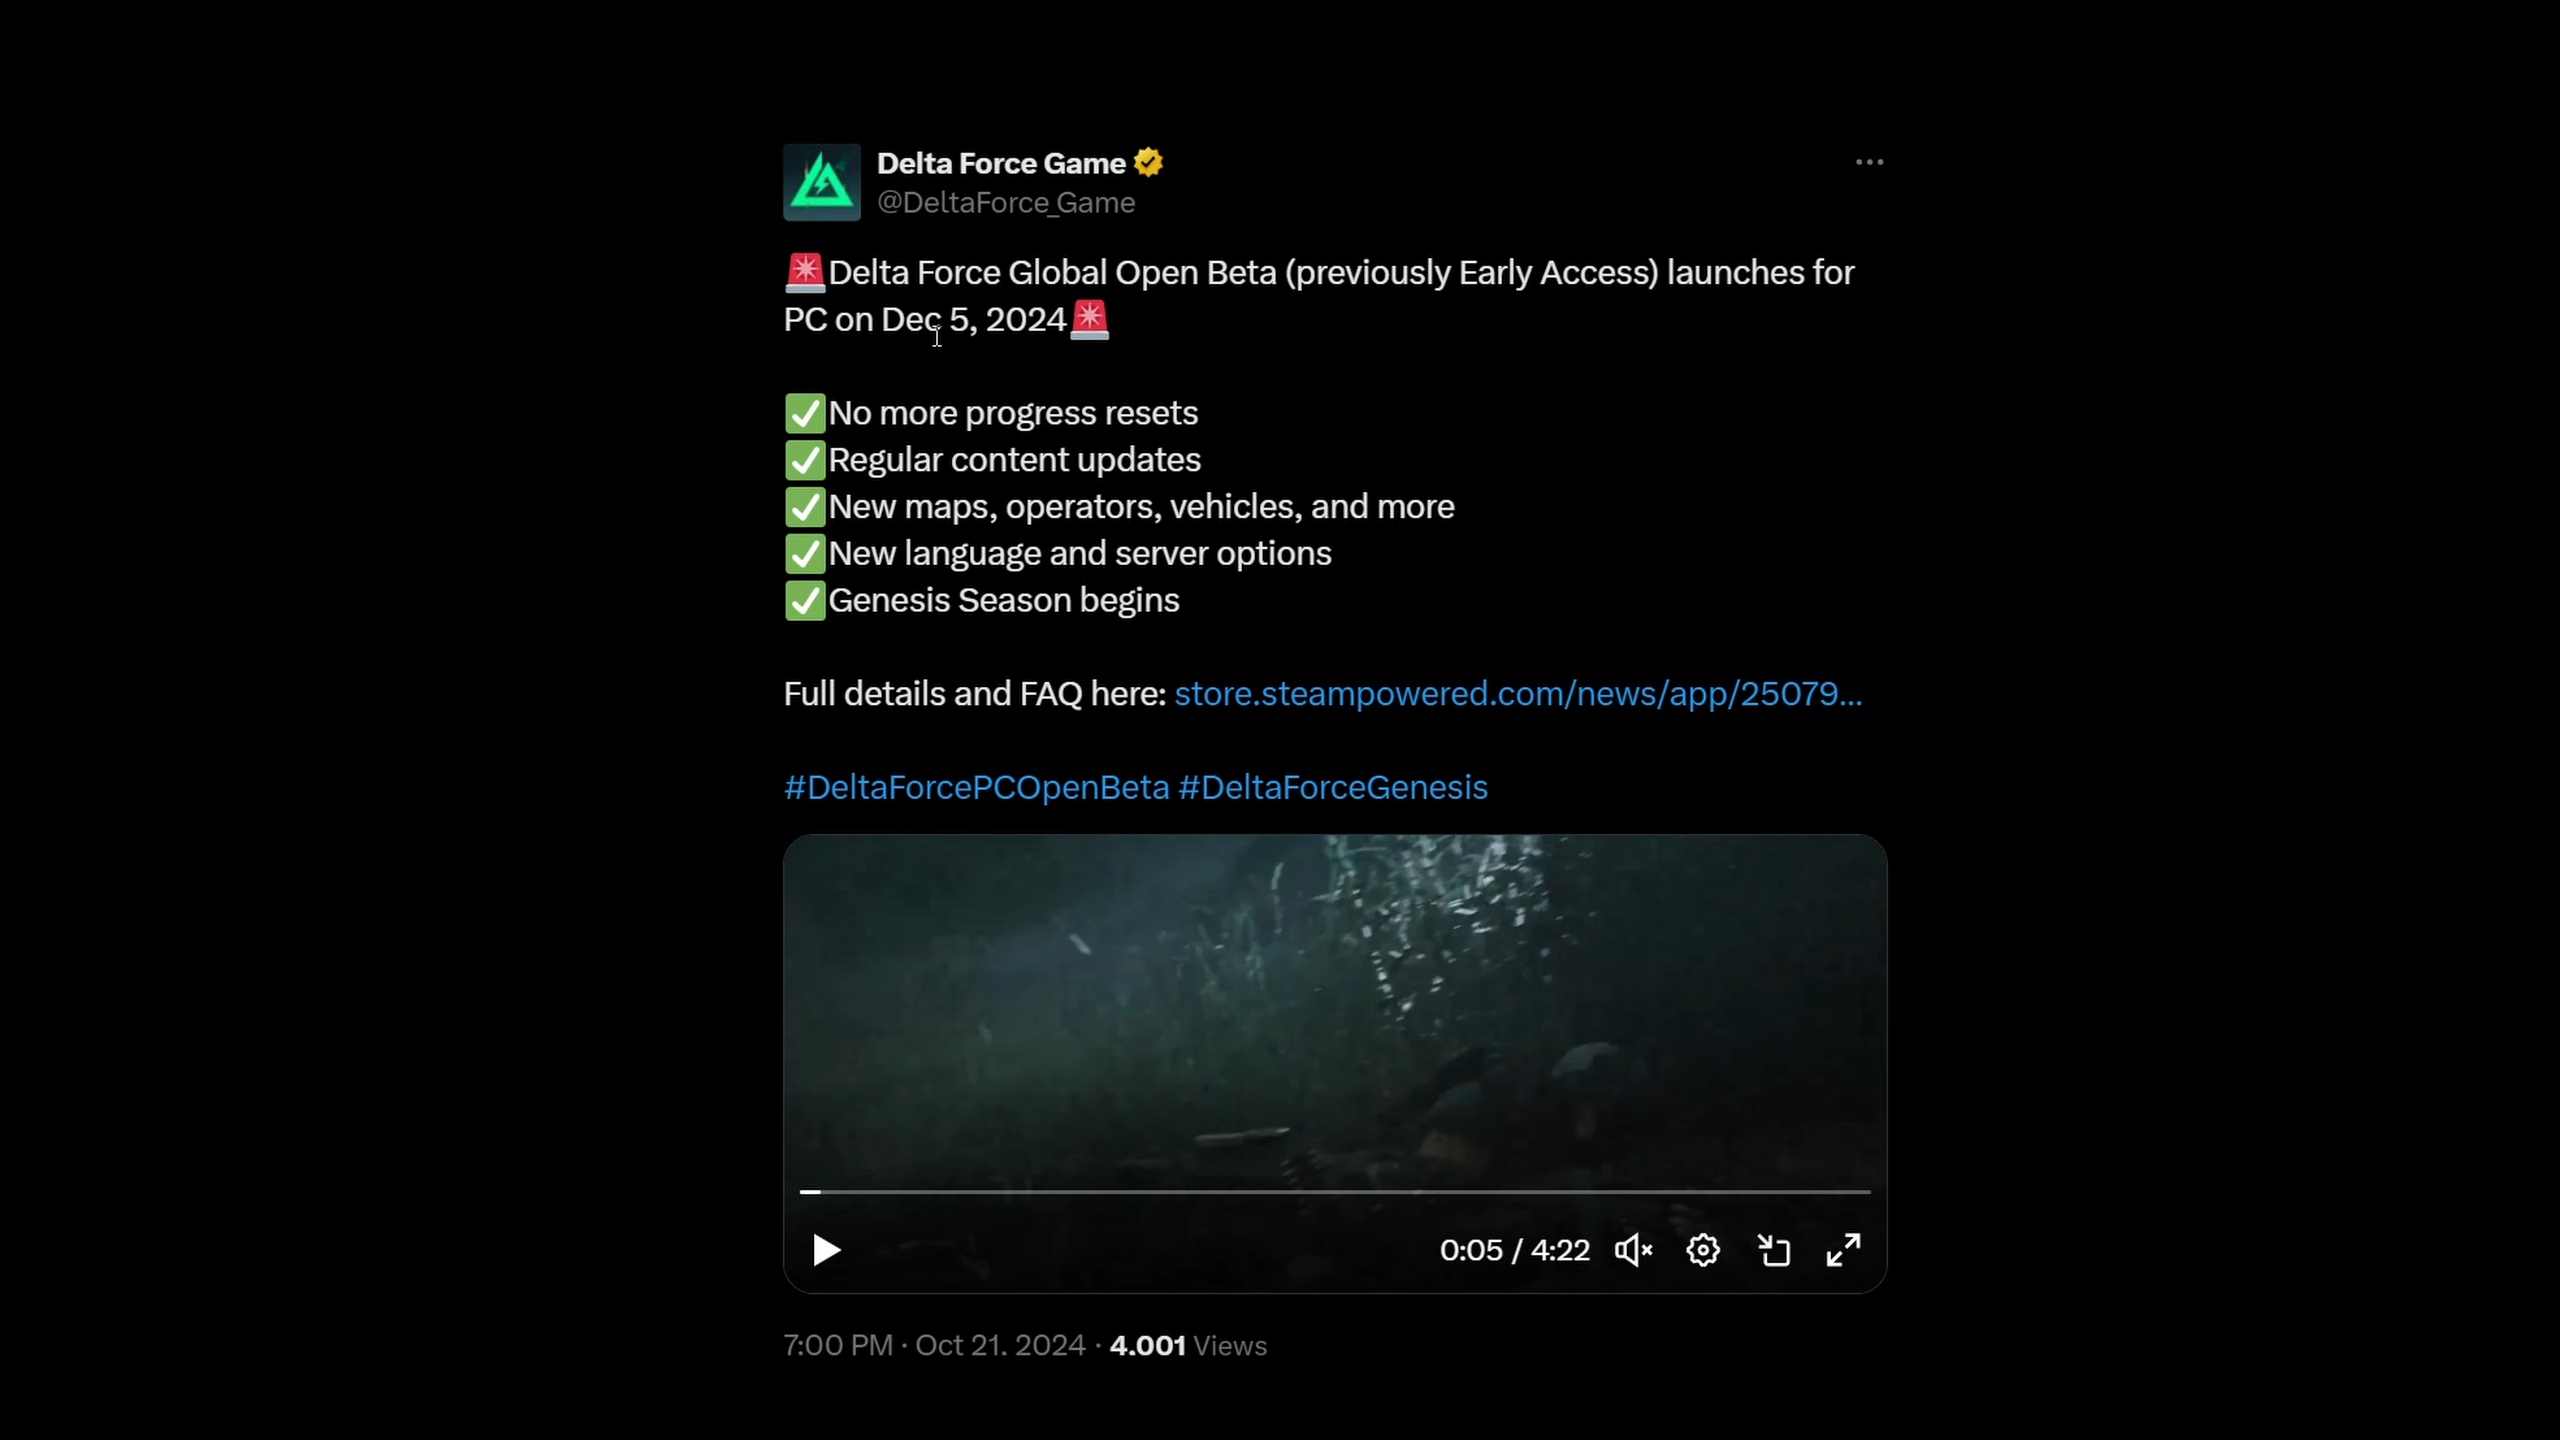 Delta Force Game
@DeltaForce_Game
🚨Delta Force Global Open Beta (previously Early Access) launches for
PC on Dec 5, 2024🚨
✅No more progress resets
✅Regular content updates
✅New maps, operators, vehicles, and more
✅New language and server options
✅Genesis Season begins
Full details and FAQ here: store.steampowered.com/news/app/25079...
#DeltaForcePCOpenBeta #DeltaForceGenesis
0:05 / 4:22
7:00 PM · Oct 21. 2024 · 4.001 Views